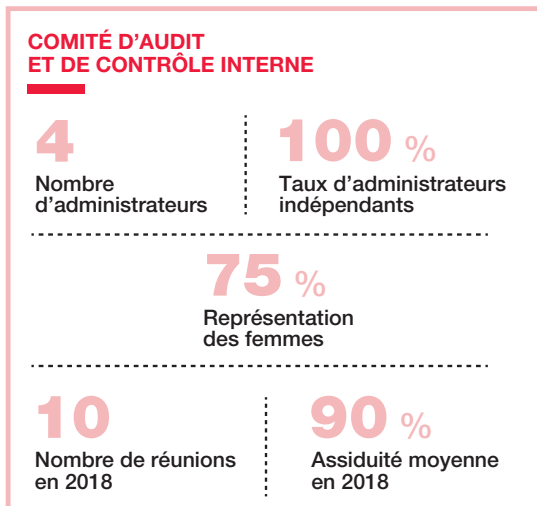 COMITÉ D'AUDIT
ET DE CONTRÔLE INTERNE
4
Nombre
d'administrateurs
100 %
Taux d'administrateurs
indépendants
75 %
Représentation
des femmes
10
Nombre de réunions
en 2018
90 %
Assiduité moyenne
en 2018